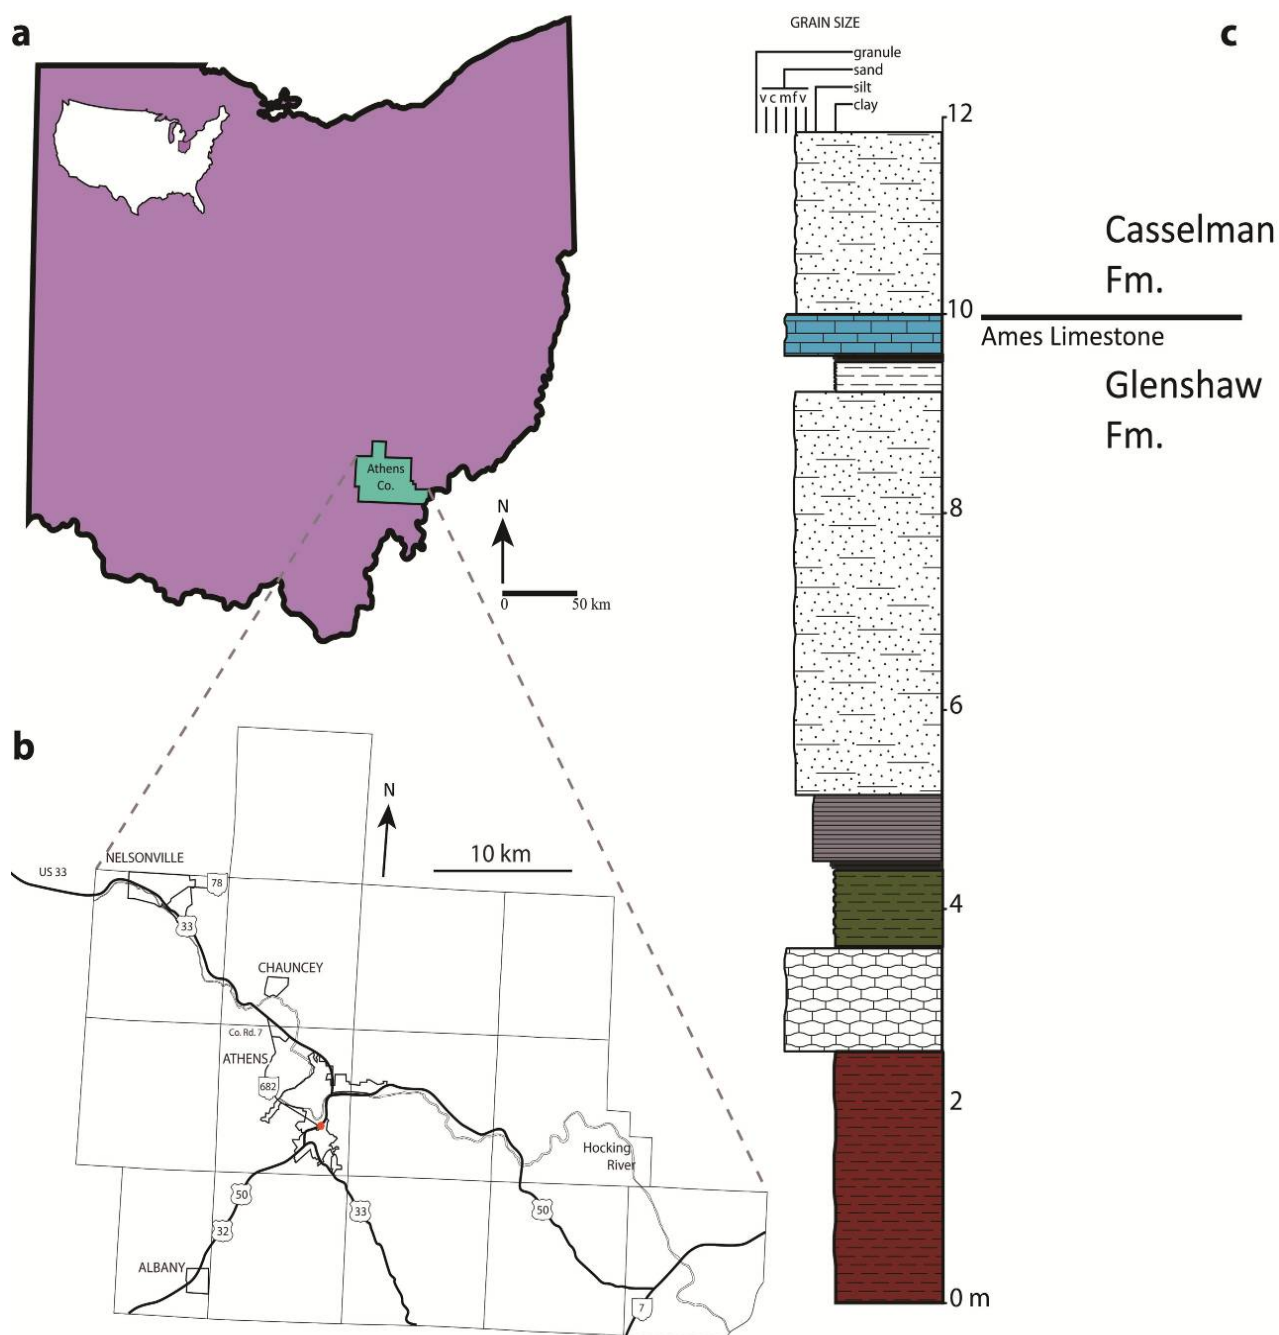 a
Athens
Co.
N
0 50 km
b
N
10 km
NELSONVILLE
US 33
78
33
CHAUNCEY
Co. Rd. 7
ATHENS
682
Hocking
River
50
32
33
50
ALBANY
7
c
GRAIN SIZE
granule
sand
silt
clay
v c m f v
12
Casselman
Fm.
10
Ames Limestone
Glenshaw
Fm.
8
6
4
2
0 m